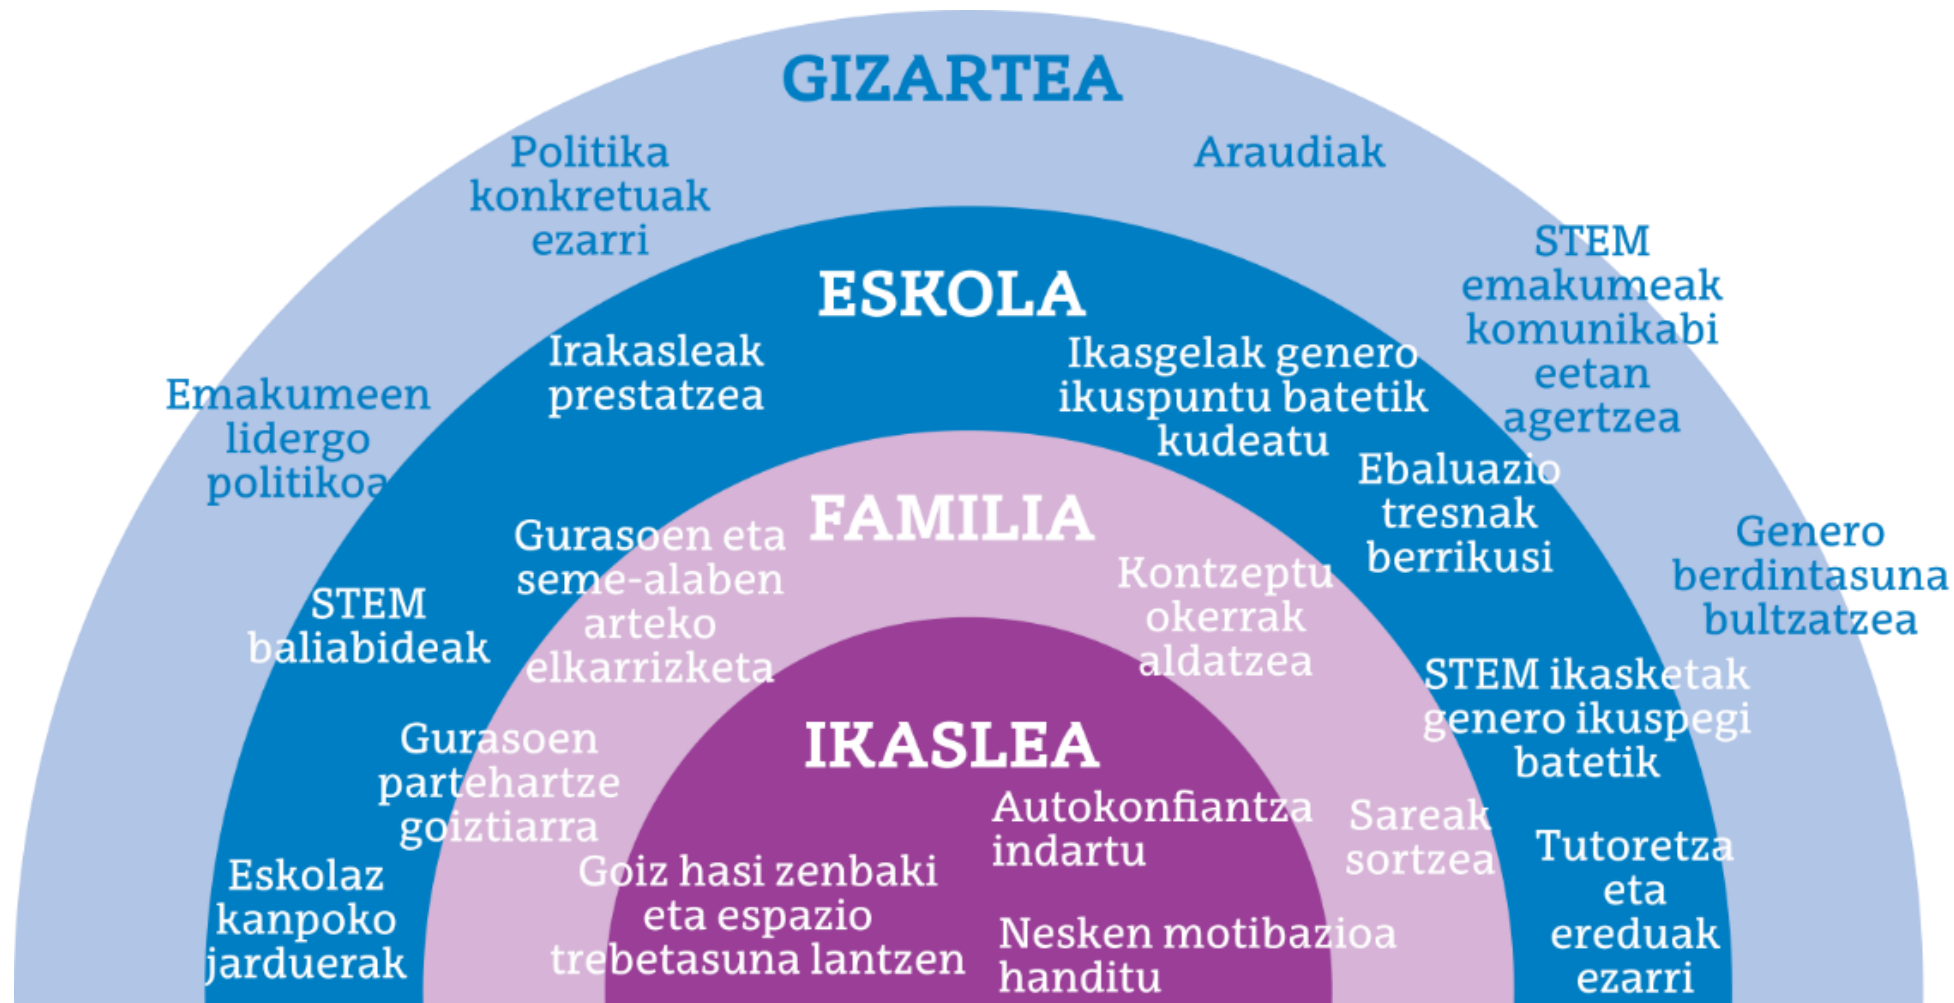 GIZARTEA
Politika
konkretuak
ezarri
Araudiak
STEM
emakumeak
komunikabi
eetan
agertzea
Emakumeen
lidergo
politikoa
Genero
berdintasuna
bultzatzea
ESKOLA
Irakasleak
prestatzea
Ikasgelak genero
ikuspuntu batetik
kudeatu
Ebaluazio
tresnak
berrikusi
STEM
baliabideak
STEM ikasketak
genero ikuspegi
batetik
Eskolaz
kanpoko
jarduerak
Tutoretza
eta
ereduak
ezarri
FAMILIA
Gurasoen eta
seme-alaben
arteko
elkarrizketa
Kontzeptu
okerrak
aldatzea
Gurasoen
partehartze
goiztiarra
Sareak
sortzea
IKASLEA
Autokonfiantza
indartu
Goiz hasi zenbaki
eta espazio
trebetasuna lantzen
Nesken motibazioa
handitu